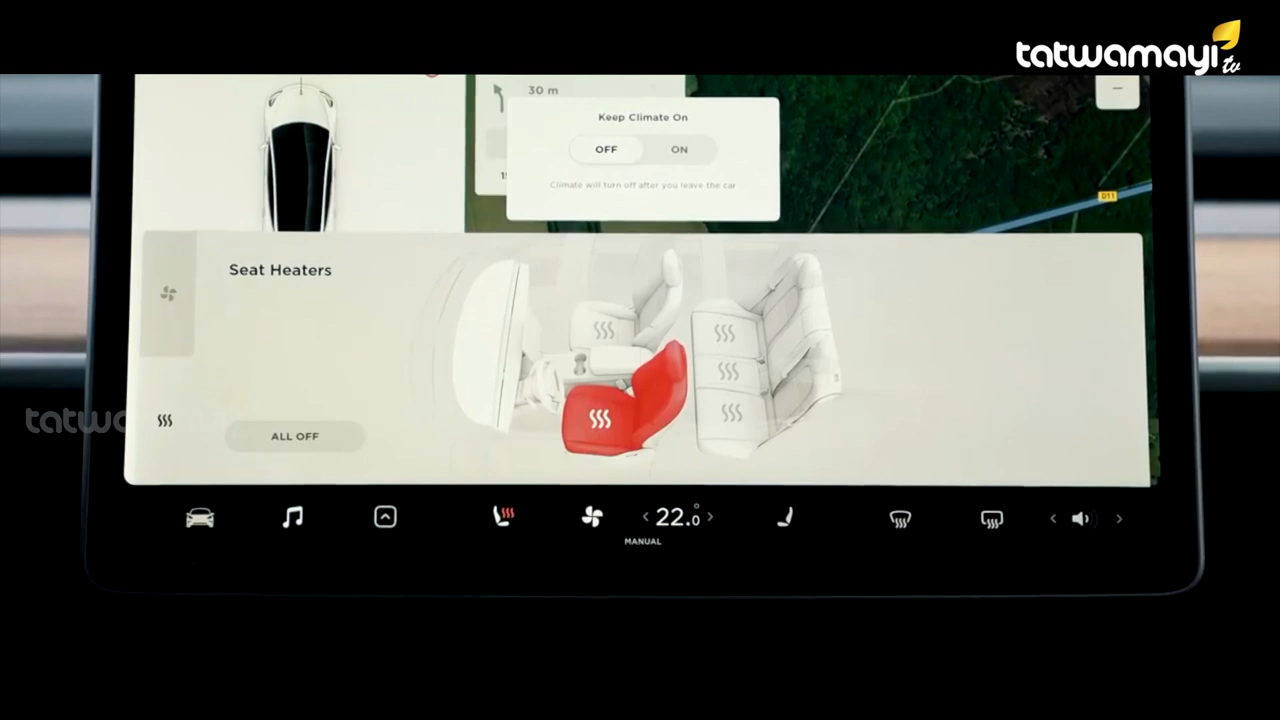 tatwamayi
tv
30 m
Keep Climate On
OFF ON
Climate will turn off after you leave the car
D11
Seat Heaters
ALL OFF
22.0
MANUAL